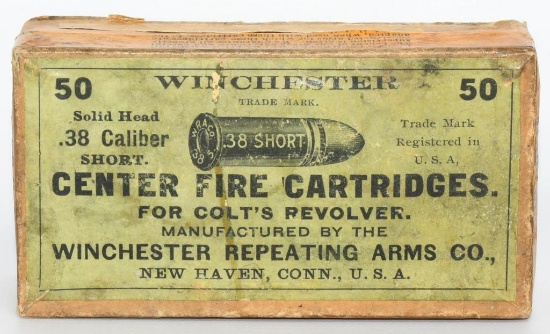 50 WINCHESTER 50
TRADE MARK.
Solid Head
.38 Caliber
SHORT.
W.R.A.Co.
.38 S
.38 SHORT
Trade Mark
Registered in
U. S. A,
CENTER FIRE CARTRIDGES.
FOR COLT'S REVOLVER.
MANUFACTURED BY THE
WINCHESTER REPEATING ARMS CO.,
NEW HAVEN, CONN., U. S. A.